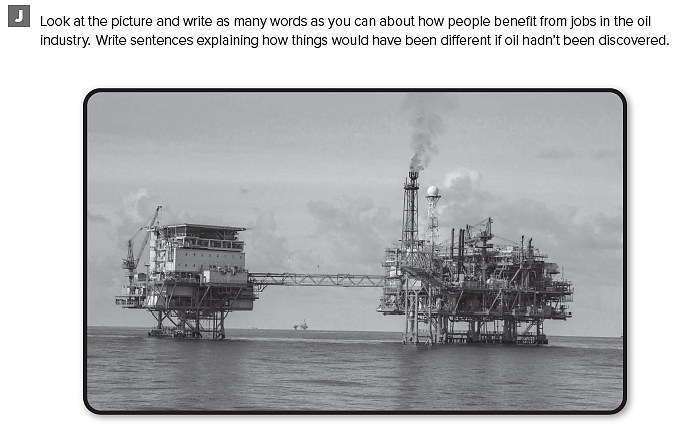 J
Look at the picture and write as many words as you can about how people benefit from jobs in the oil
industry. Write sentences explaining how things would have been different if oil hadn't been discovered.